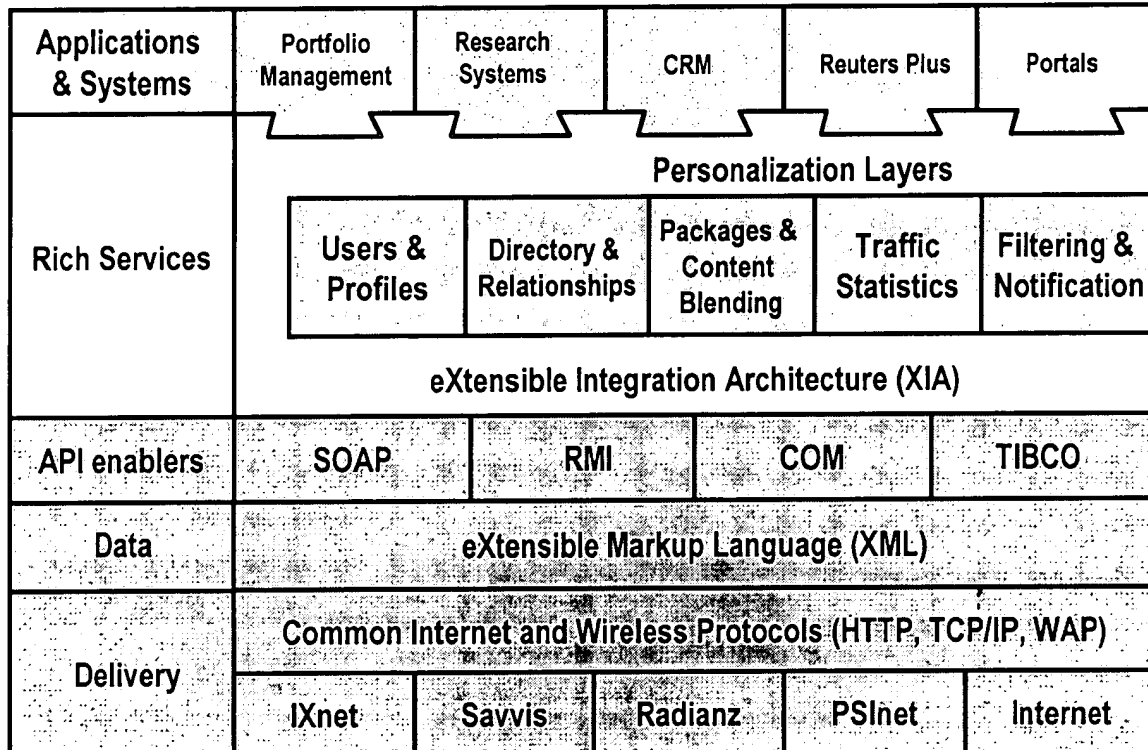 Applications
& Systems
Portfolio
Management
Research
Systems
CRM
Reuters Plus
Portals
Rich Services
Personalization Layers
Users &
Profiles
Directory &
Relationships
Packages &
Content
Blending
Traffic
Statistics
Filtering &
Notification
eXtensible Integration Architecture (XIA)
API enablers
SOAP
RMI
COM
TIBCO
Data
eXtensible Markup Language (XML)
Delivery
Common Internet and Wireless Protocols (HTTP, TCP/IP, WAP)
IXnet
Savvis
Radianz
PSInet
Internet